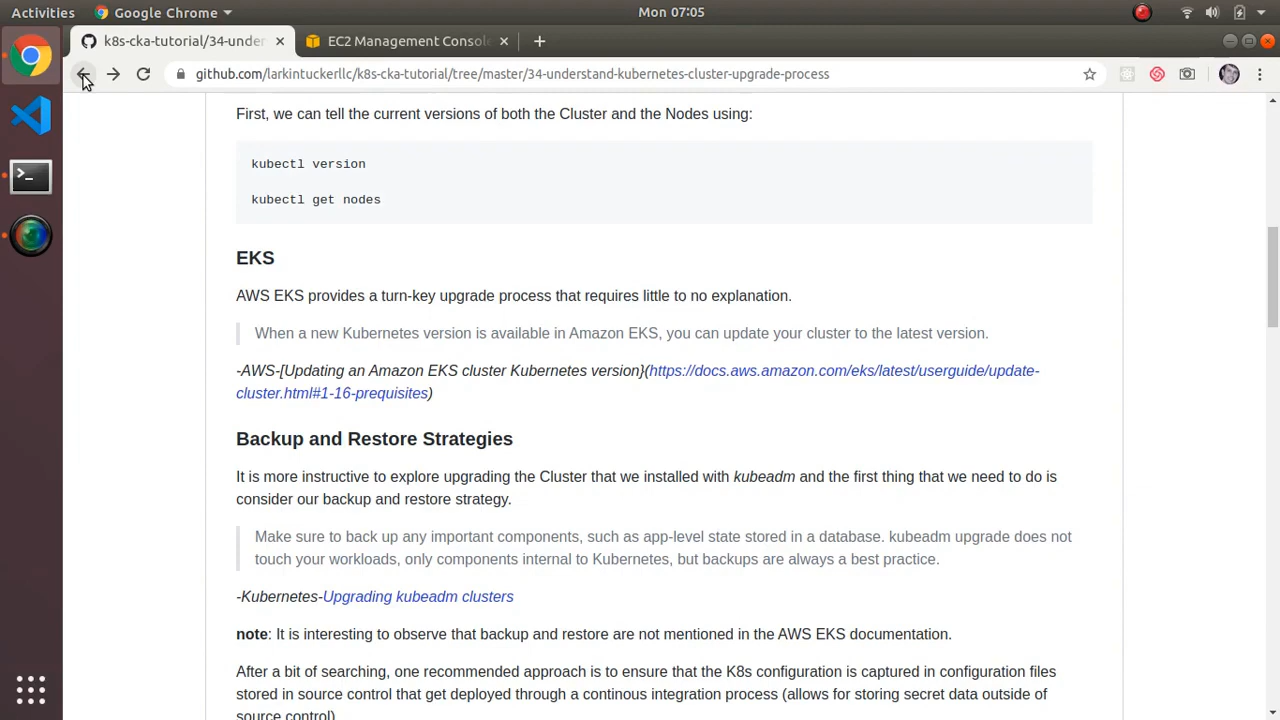 Activities
Google Chrome
Mon 07:05
k8s-cka-tutorial/34-under
EC2 Management Consol
github.com/larkintuckerllc/k8s-cka-tutorial/tree/master/34-understand-kubernetes-cluster-upgrade-process
First, we can tell the current versions of both the Cluster and the Nodes using:
kubectl version
kubectl get nodes
EKS
AWS EKS provides a turn-key upgrade process that requires little to no explanation.
When a new Kubernetes version is available in Amazon EKS, you can update your cluster to the latest version.
-AWS-[Updating an Amazon EKS cluster Kubernetes version}(https://docs.aws.amazon.com/eks/latest/userguide/update-
cluster.html#1-16-prequisites)
Backup and Restore Strategies
It is more instructive to explore upgrading the Cluster that we installed with kubeadm and the first thing that we need to do is
consider our backup and restore strategy.
Make sure to back up any important components, such as app-level state stored in a database. kubeadm upgrade does not
touch your workloads, only components internal to Kubernetes, but backups are always a best practice.
-Kubernetes-Upgrading kubeadm clusters
note: It is interesting to observe that backup and restore are not mentioned in the AWS EKS documentation.
After a bit of searching, one recommended approach is to ensure that the K8s configuration is captured in configuration files
stored in source control that get deployed through a continous integration process (allows for storing secret data outside of
source control).